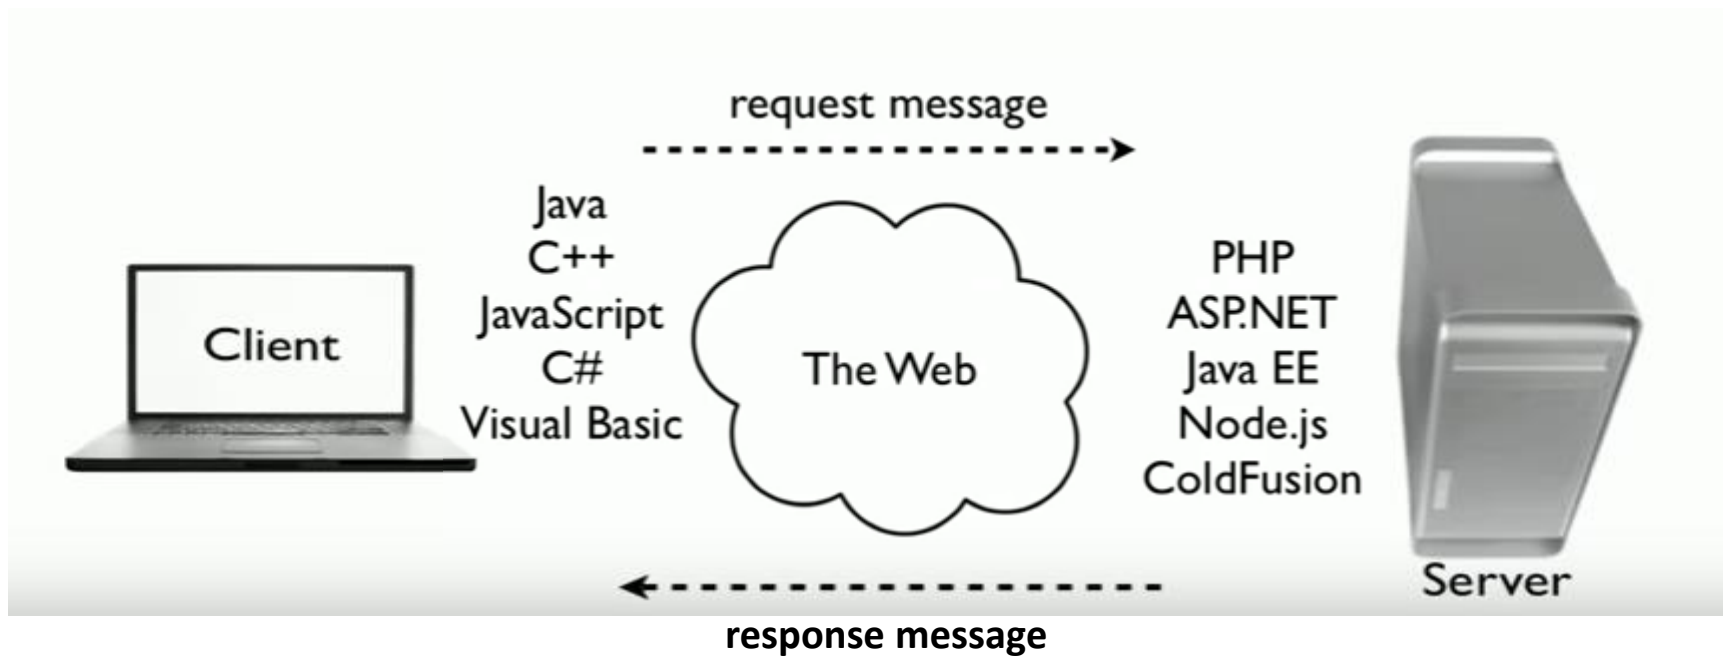 request message
Java
C++
JavaScript
C#
Visual Basic
Client
The Web
PHP
ASP.NET
Java EE
Node.js
ColdFusion
Server
response message